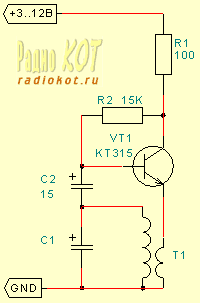 +3..12В
Радио КОТ
radiokot.ru
R1
100
R2 15K
VT1
КТ315
C2
15
C1
T1
GND